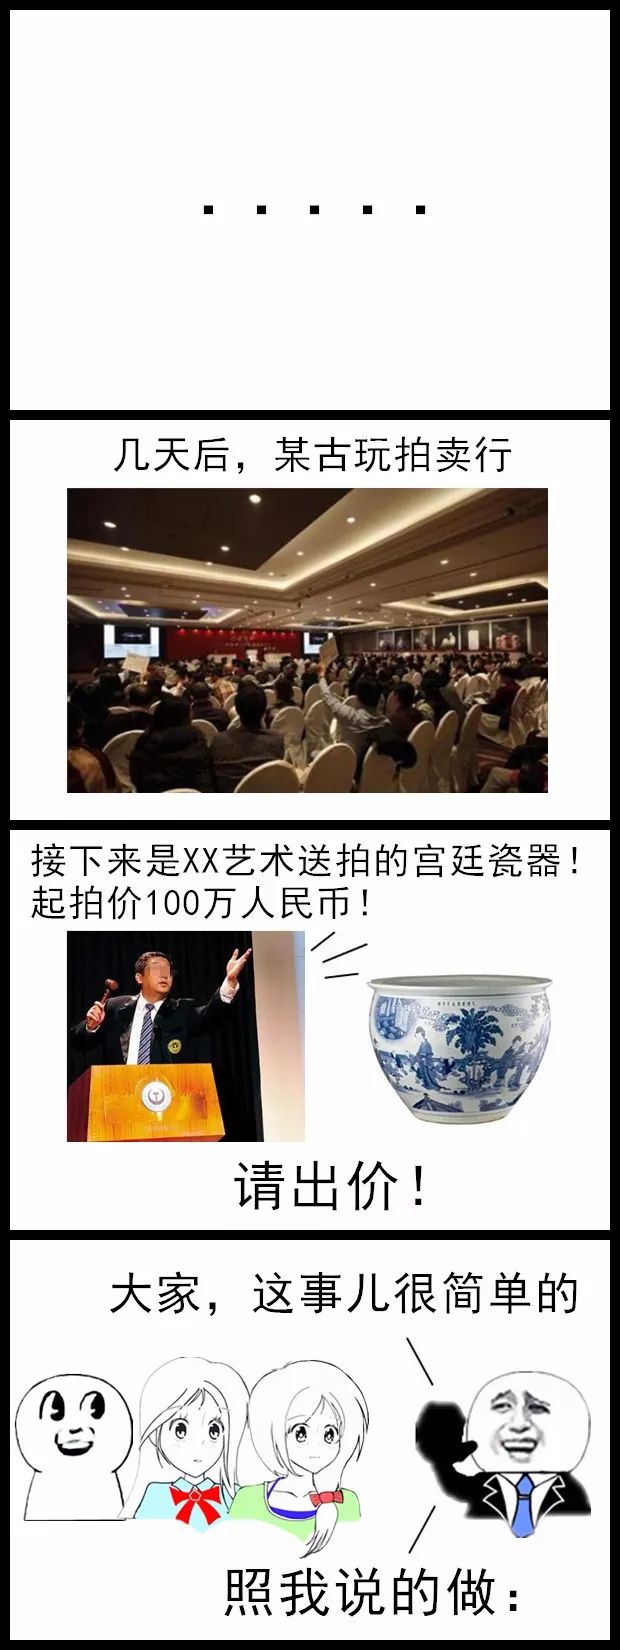 · · · · ·
几天后，某古玩拍卖行
接下来是XX艺术送拍的宫廷瓷器！
起拍价100万人民币！
请出价！
大家，这事儿很简单的
照我说的做：